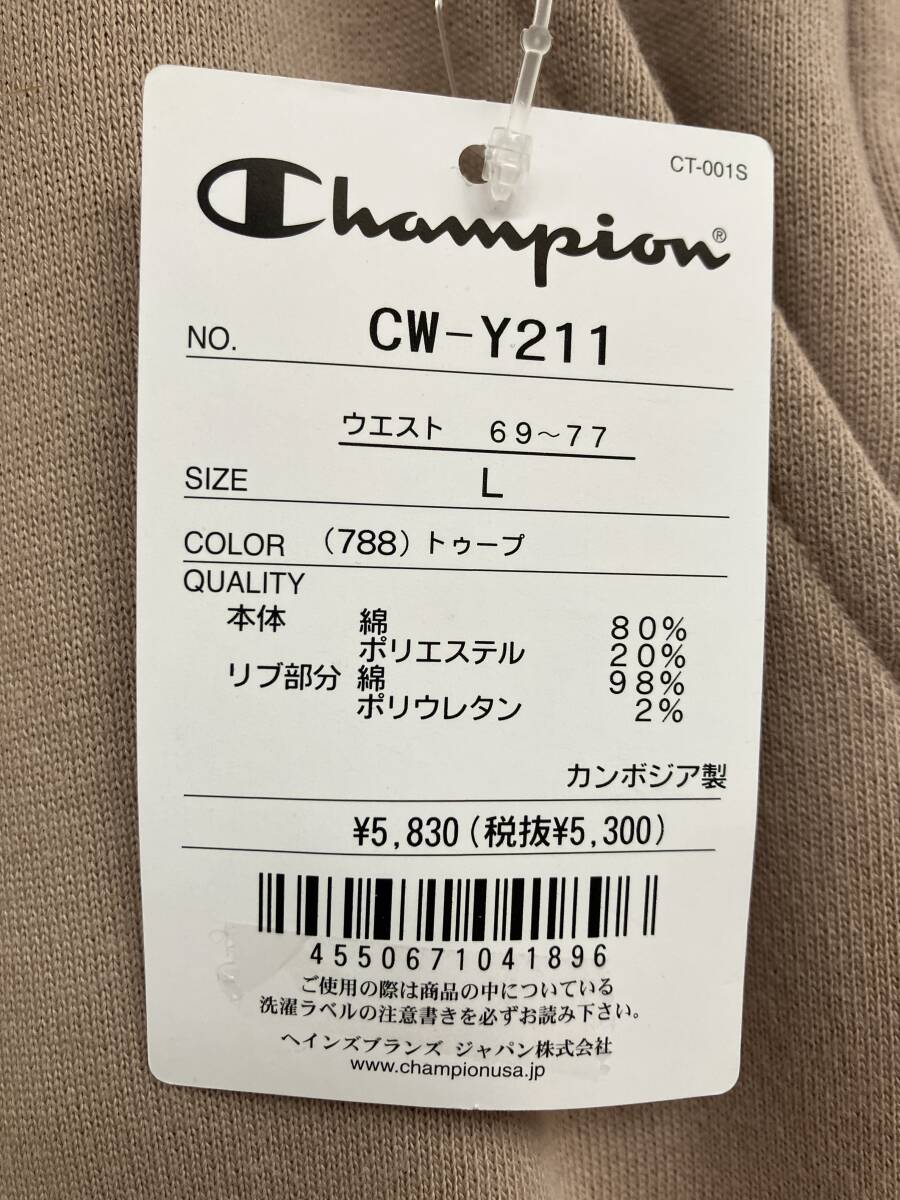 CT-001S
Champion®
NO. CW-Y211
ウエスト 69~77
SIZE L
COLOR (788)トゥープ
QUALITY
本体 綿 80%
ポリエステル 20%
リブ部分 綿 98%
ポリウレタン 2%
カンボジア製
¥5,830(税抜¥5,300)
4550671041896
ご使用の際は商品の中についている
洗濯ラベルの注意書きを必ずお読み下さい。
ヘインズブランズ ジャパン株式会社
www.championusa.jp